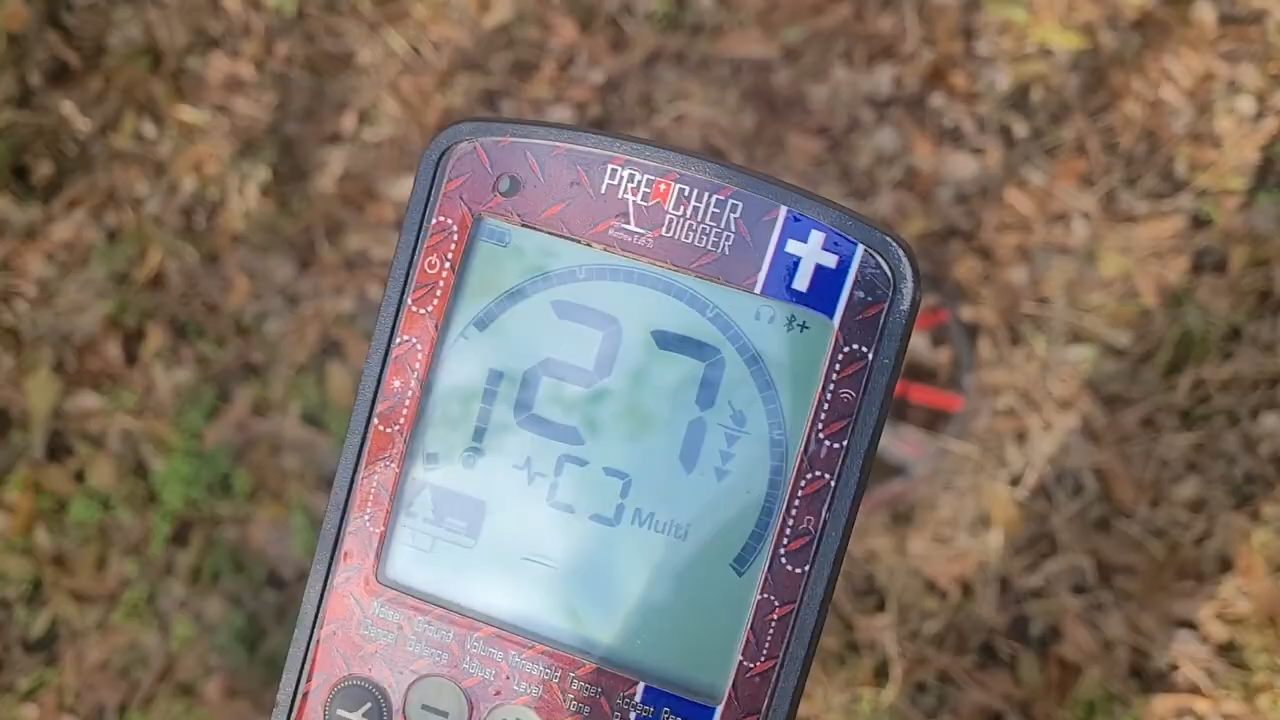 PREACHER
DIGGER
27
Multi
Noise Ground Volume Threshold Target Accept
Cancel Balance Adjust Level Tone